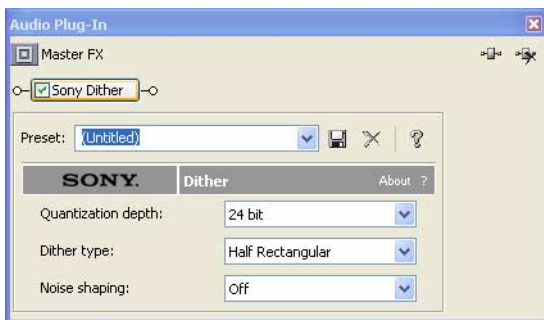 Audio Plug-In
Master FX
Sony Dither
Preset: (Untitled)
SONY. Dither About ?
Quantization depth: 24 bit
Dither type: Half Rectangular
Noise shaping: Off